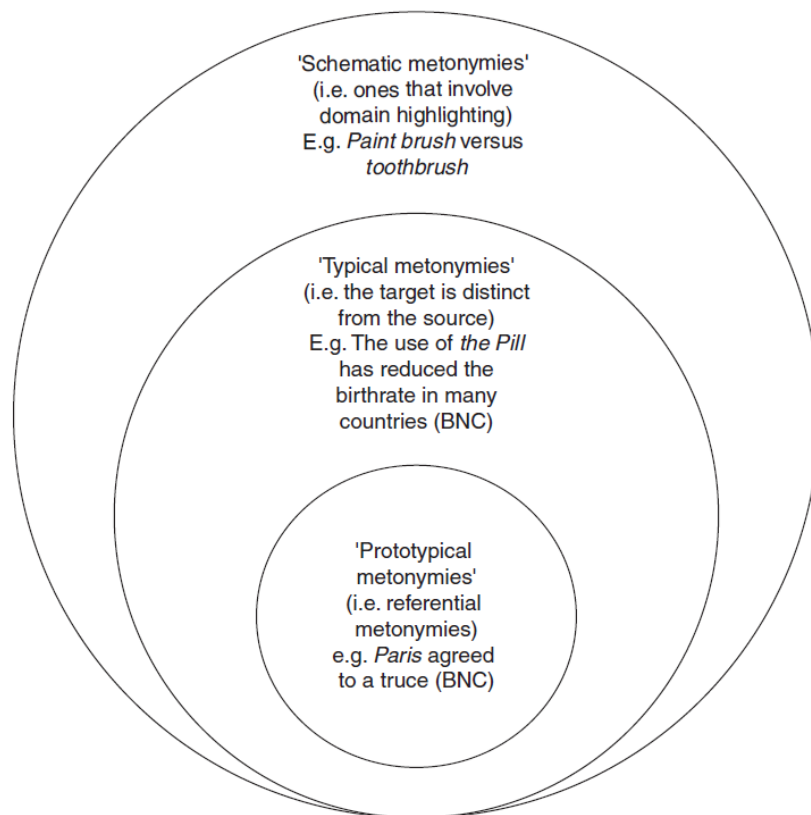 'Schematic metonymies'
(i.e. ones that involve
domain highlighting)
E.g. Paint brush versus
toothbrush
'Typical metonymies'
(i.e. the target is distinct
from the source)
E.g. The use of the Pill
has reduced the
birthrate in many
countries (BNC)
'Prototypical
metonymies'
(i.e. referential
metonymies)
e.g. Paris agreed
to a truce (BNC)